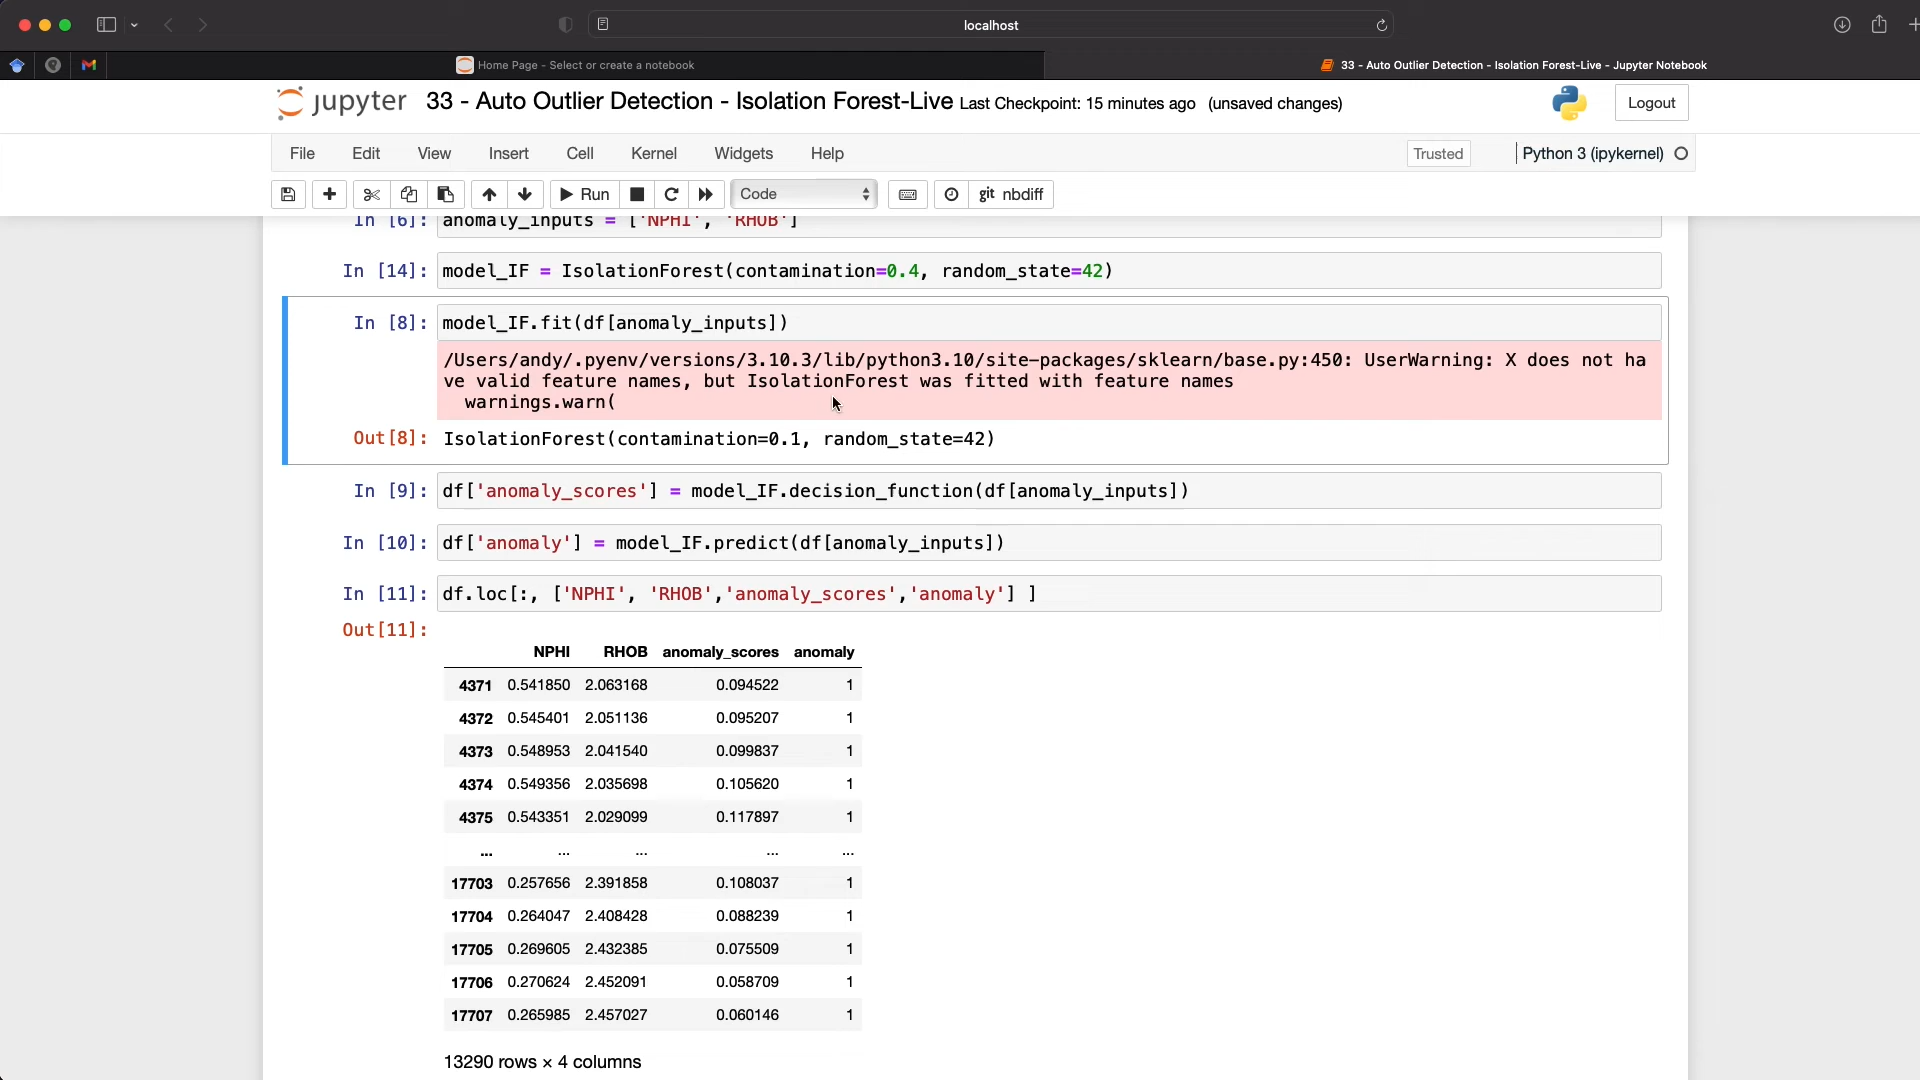 localhost
Home Page - Select or create a notebook
33 - Auto Outlier Detection - Isolation Forest-Live - Jupyter Notebook
jupyter 33 - Auto Outlier Detection - Isolation Forest-Live Last Checkpoint: 15 minutes ago (unsaved changes)
Logout
File Edit View Insert Cell Kernel Widgets Help
Trusted Python 3 (ipykernel)
Run Code git nbdiff
In [6]: anomaly_inputs = ['NPHI', 'RHOB']
In [14]: model_IF = IsolationForest(contamination=0.4, random_state=42)
In [8]: model_IF.fit(df[anomaly_inputs])
/Users/andy/.pyenv/versions/3.10.3/lib/python3.10/site-packages/sklearn/base.py:450: UserWarning: X does not ha
ve valid feature names, but IsolationForest was fitted with feature names
warnings.warn(
Out[8]: IsolationForest(contamination=0.1, random_state=42)
In [9]: df['anomaly_scores'] = model_IF.decision_function(df[anomaly_inputs])
In [10]: df['anomaly'] = model_IF.predict(df[anomaly_inputs])
In [11]: df.loc[:, ['NPHI', 'RHOB','anomaly_scores','anomaly'] ]
Out[11]:
NPHI RHOB anomaly_scores anomaly
4371 0.541850 2.063168 0.094522 1
4372 0.545401 2.051136 0.095207 1
4373 0.548953 2.041540 0.099837 1
4374 0.549356 2.035698 0.105620 1
4375 0.543351 2.029099 0.117897 1
... ... ... ... ...
17703 0.257656 2.391858 0.108037 1
17704 0.264047 2.408428 0.088239 1
17705 0.269605 2.432385 0.075509 1
17706 0.270624 2.452091 0.058709 1
17707 0.265985 2.457027 0.060146 1
13290 rows × 4 columns